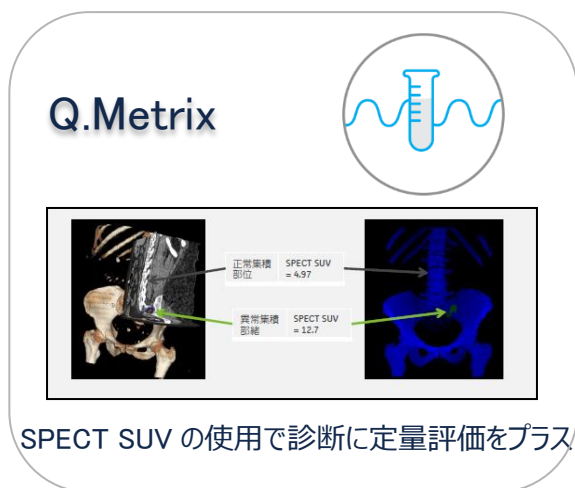 Q.Metrix
正常集積 SPECT SUV
部位 = 4.97
異常集積 SPECT SUV
部緒 = 12.7
SPECT SUV の使用で診断に定量評価をプラス